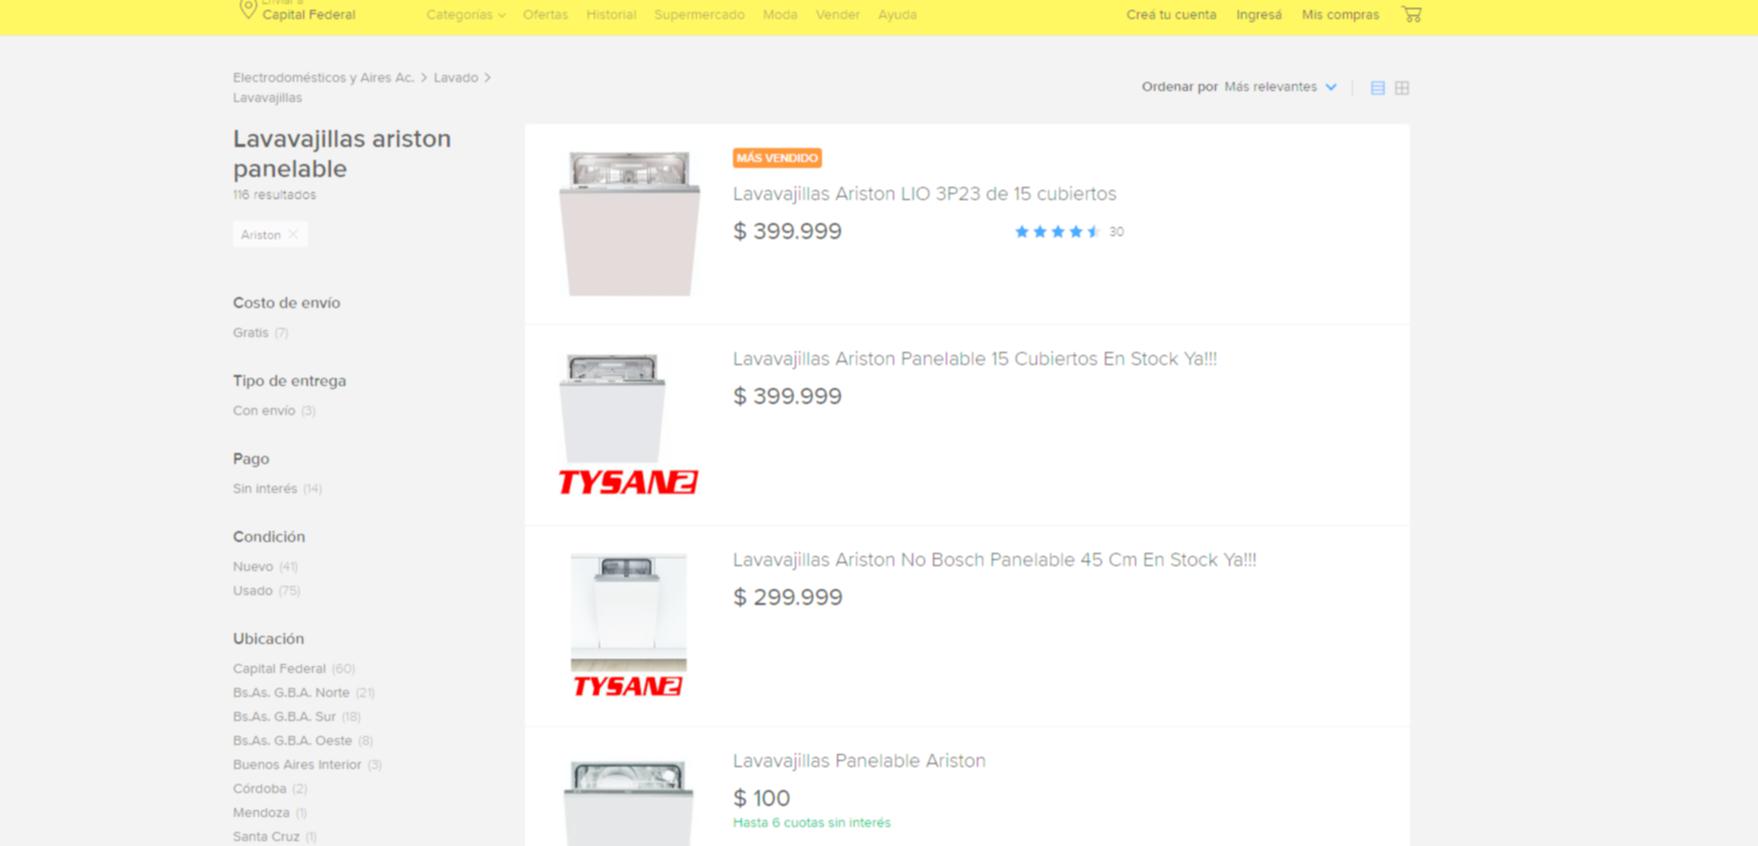 Enviar a
Capital Federal
Categorías Ofertas Historial Supermercado Moda Vender Ayuda
Creá tu cuenta Ingresá Mis compras
Electrodomésticos y Aires Ac. > Lavado >
Lavavajillas
Ordenar por Más relevantes
Lavavajillas ariston
panelable
116 resultados
Ariston
Costo de envío
Gratis (7)
Tipo de entrega
Con envío (3)
Pago
Sin interés (14)
Condición
Nuevo (41)
Usado (75)
Ubicación
Capital Federal (60)
Bs.As. G.B.A. Norte (21)
Bs.As. G.B.A. Sur (18)
Bs.As. G.B.A. Oeste (8)
Buenos Aires Interior (3)
Córdoba (2)
Mendoza (1)
Santa Cruz (1)
MÁS VENDIDO
Lavavajillas Ariston LIO 3P23 de 15 cubiertos
$ 399.999
30
Lavavajillas Ariston Panelable 15 Cubiertos En Stock Ya!!!
$ 399.999
TYSAN2
Lavavajillas Ariston No Bosch Panelable 45 Cm En Stock Ya!!!
$ 299.999
TYSAN2
Lavavajillas Panelable Ariston
$ 100
Hasta 6 cuotas sin interés